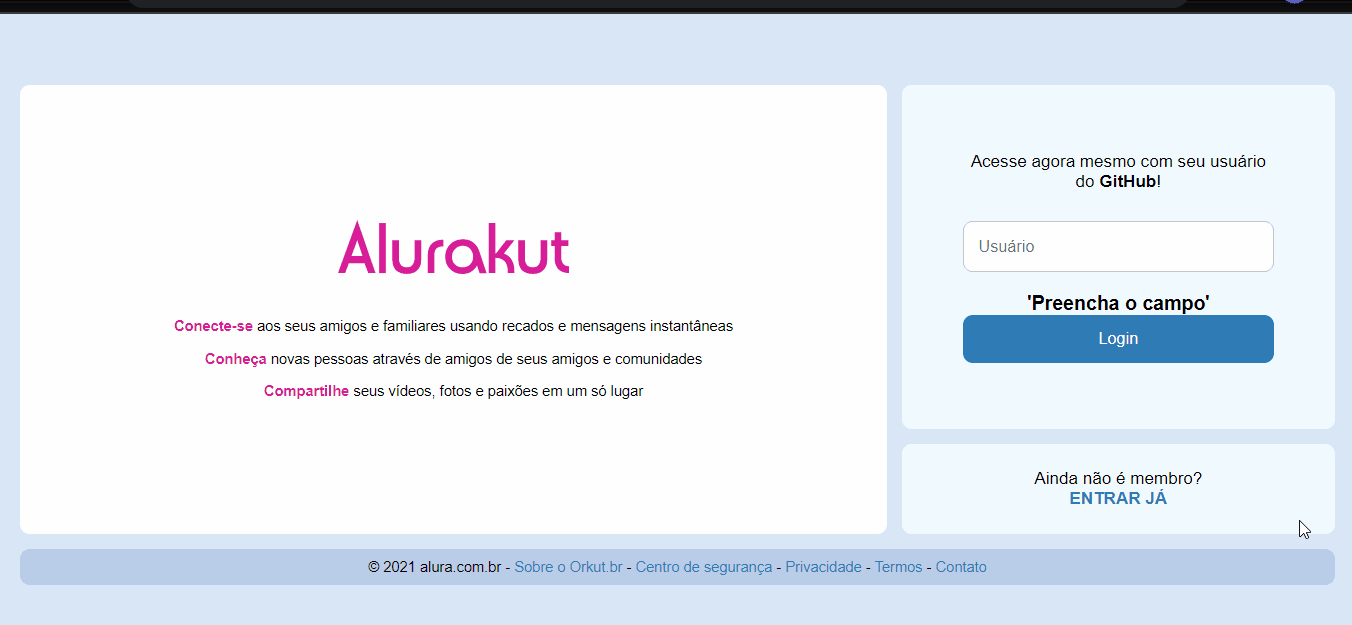 Alurakut
Conecte-se aos seus amigos e familiares usando recados e mensagens instantâneas
Conheça novas pessoas através de amigos de seus amigos e comunidades
Compartilhe seus vídeos, fotos e paixões em um só lugar
Acesse agora mesmo com seu usuário
do GitHub!
Usuário
'Preencha o campo'
Login
Ainda não é membro?
ENTRAR JÁ
© 2021 alura.com.br - Sobre o Orkut.br - Centro de segurança - Privacidade - Termos - Contato